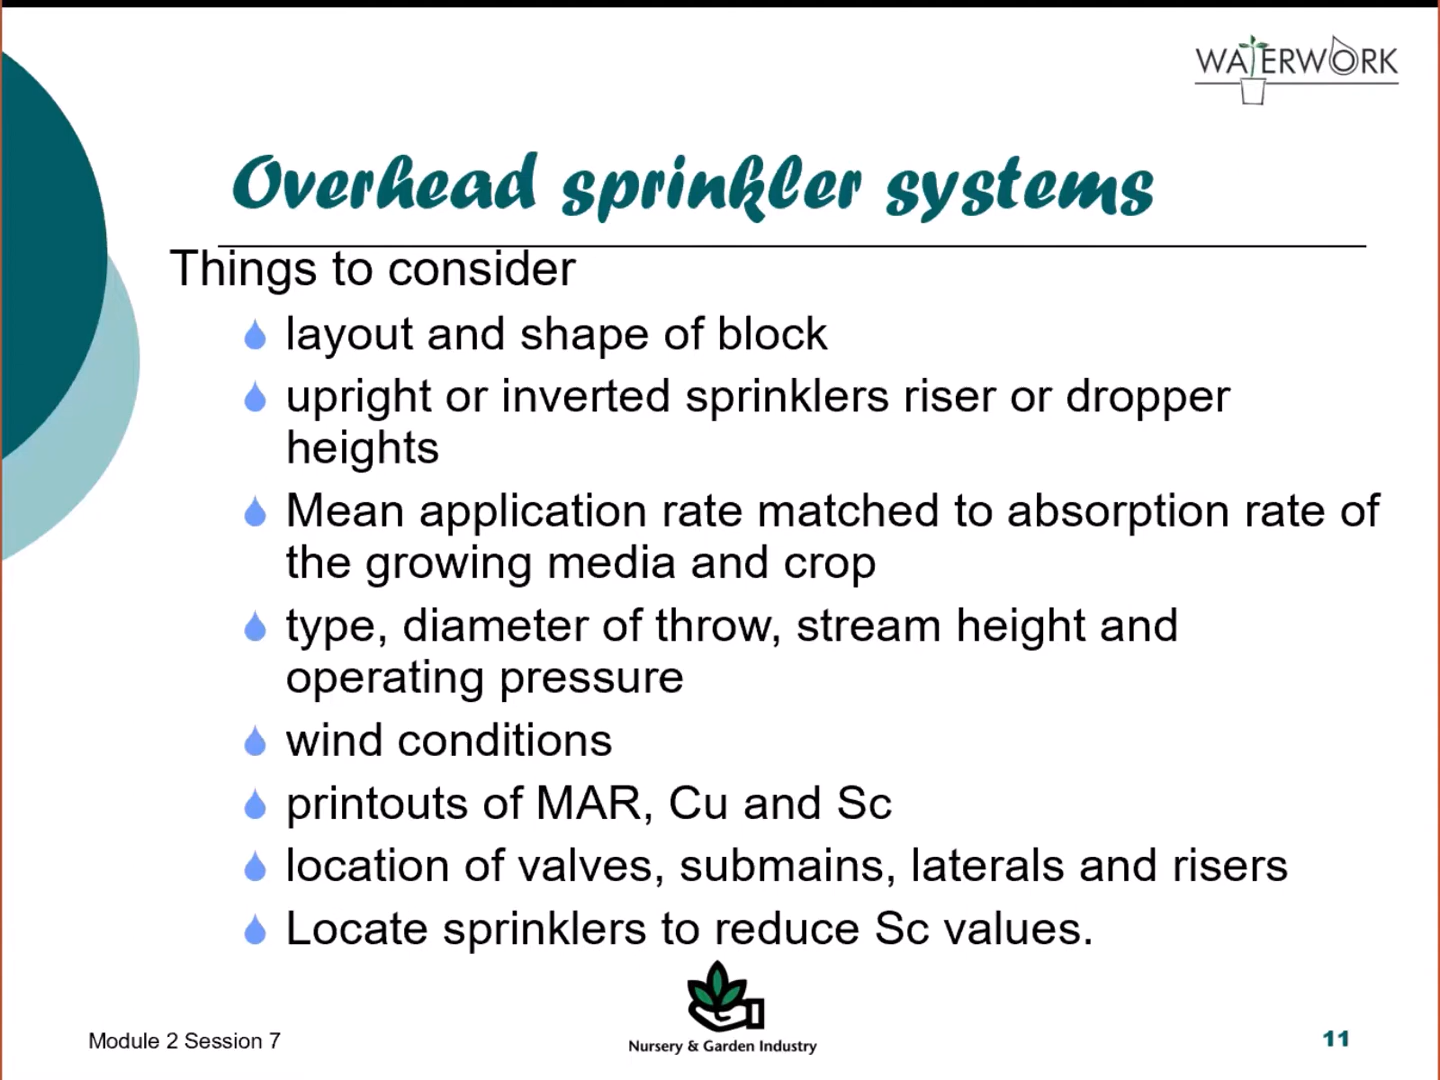 WATERWORK
Overhead sprinkler systems
Things to consider
layout and shape of block
upright or inverted sprinklers riser or dropper
heights
Mean application rate matched to absorption rate of
the growing media and crop
type, diameter of throw, stream height and
operating pressure
wind conditions
printouts of MAR, Cu and Sc
location of valves, submains, laterals and risers
Locate sprinklers to reduce Sc values.
Module 2 Session 7
Nursery & Garden Industry
11